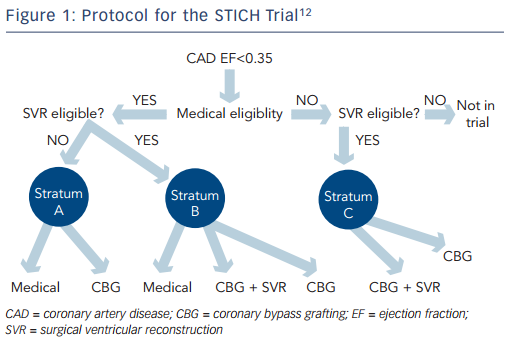 Figure 1: Protocol for the STICH Trial12
CAD EF<0.35
YES
NO
NO
SVR eligible?
Medical eligiblity
SVR eligible?
Not in
trial
NO
YES
YES
Stratum
A
Stratum
B
Stratum
C
CBG
Medical
CBG
Medical
CBG + SVR
CBG
CBG + SVR
CAD = coronary artery disease; CBG = coronary bypass grafting; EF = ejection fraction;
SVR = surgical ventricular reconstruction